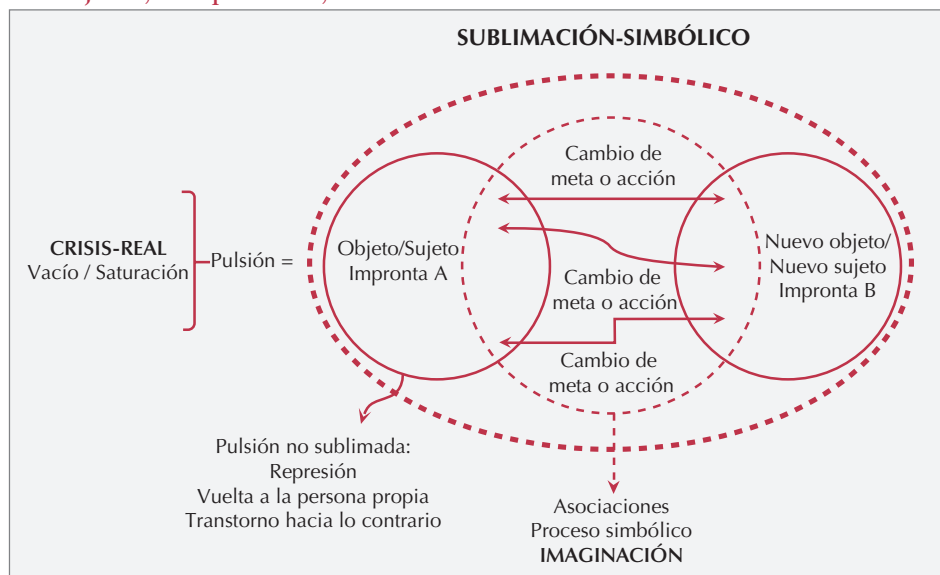 SUBLIMACIÓN-SIMBÓLICO
Cambio de
meta o acción
CRISIS-REAL
Vacío / Saturación
Pulsión =
Objeto/Sujeto
Impronta A
Nuevo objeto/
Nuevo sujeto
Impronta B
Cambio de
meta o acción
Cambio de
meta o acción
Pulsión no sublimada:
Represión
Vuelta a la persona propia
Transtorno hacia lo contrario
Asociaciones
Proceso simbólico
IMAGINACIÓN